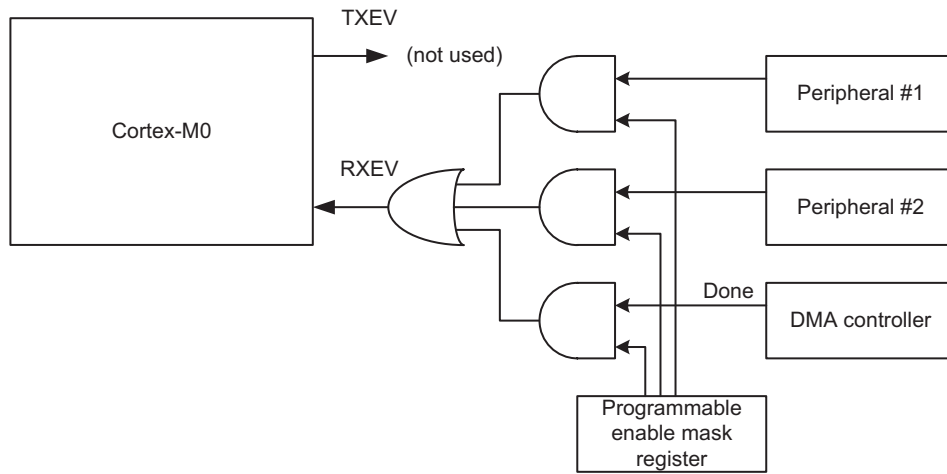 TXEV
(not used)
Cortex-M0
RXEV
Peripheral #1
Peripheral #2
Done
DMA controller
Programmable
enable mask
register